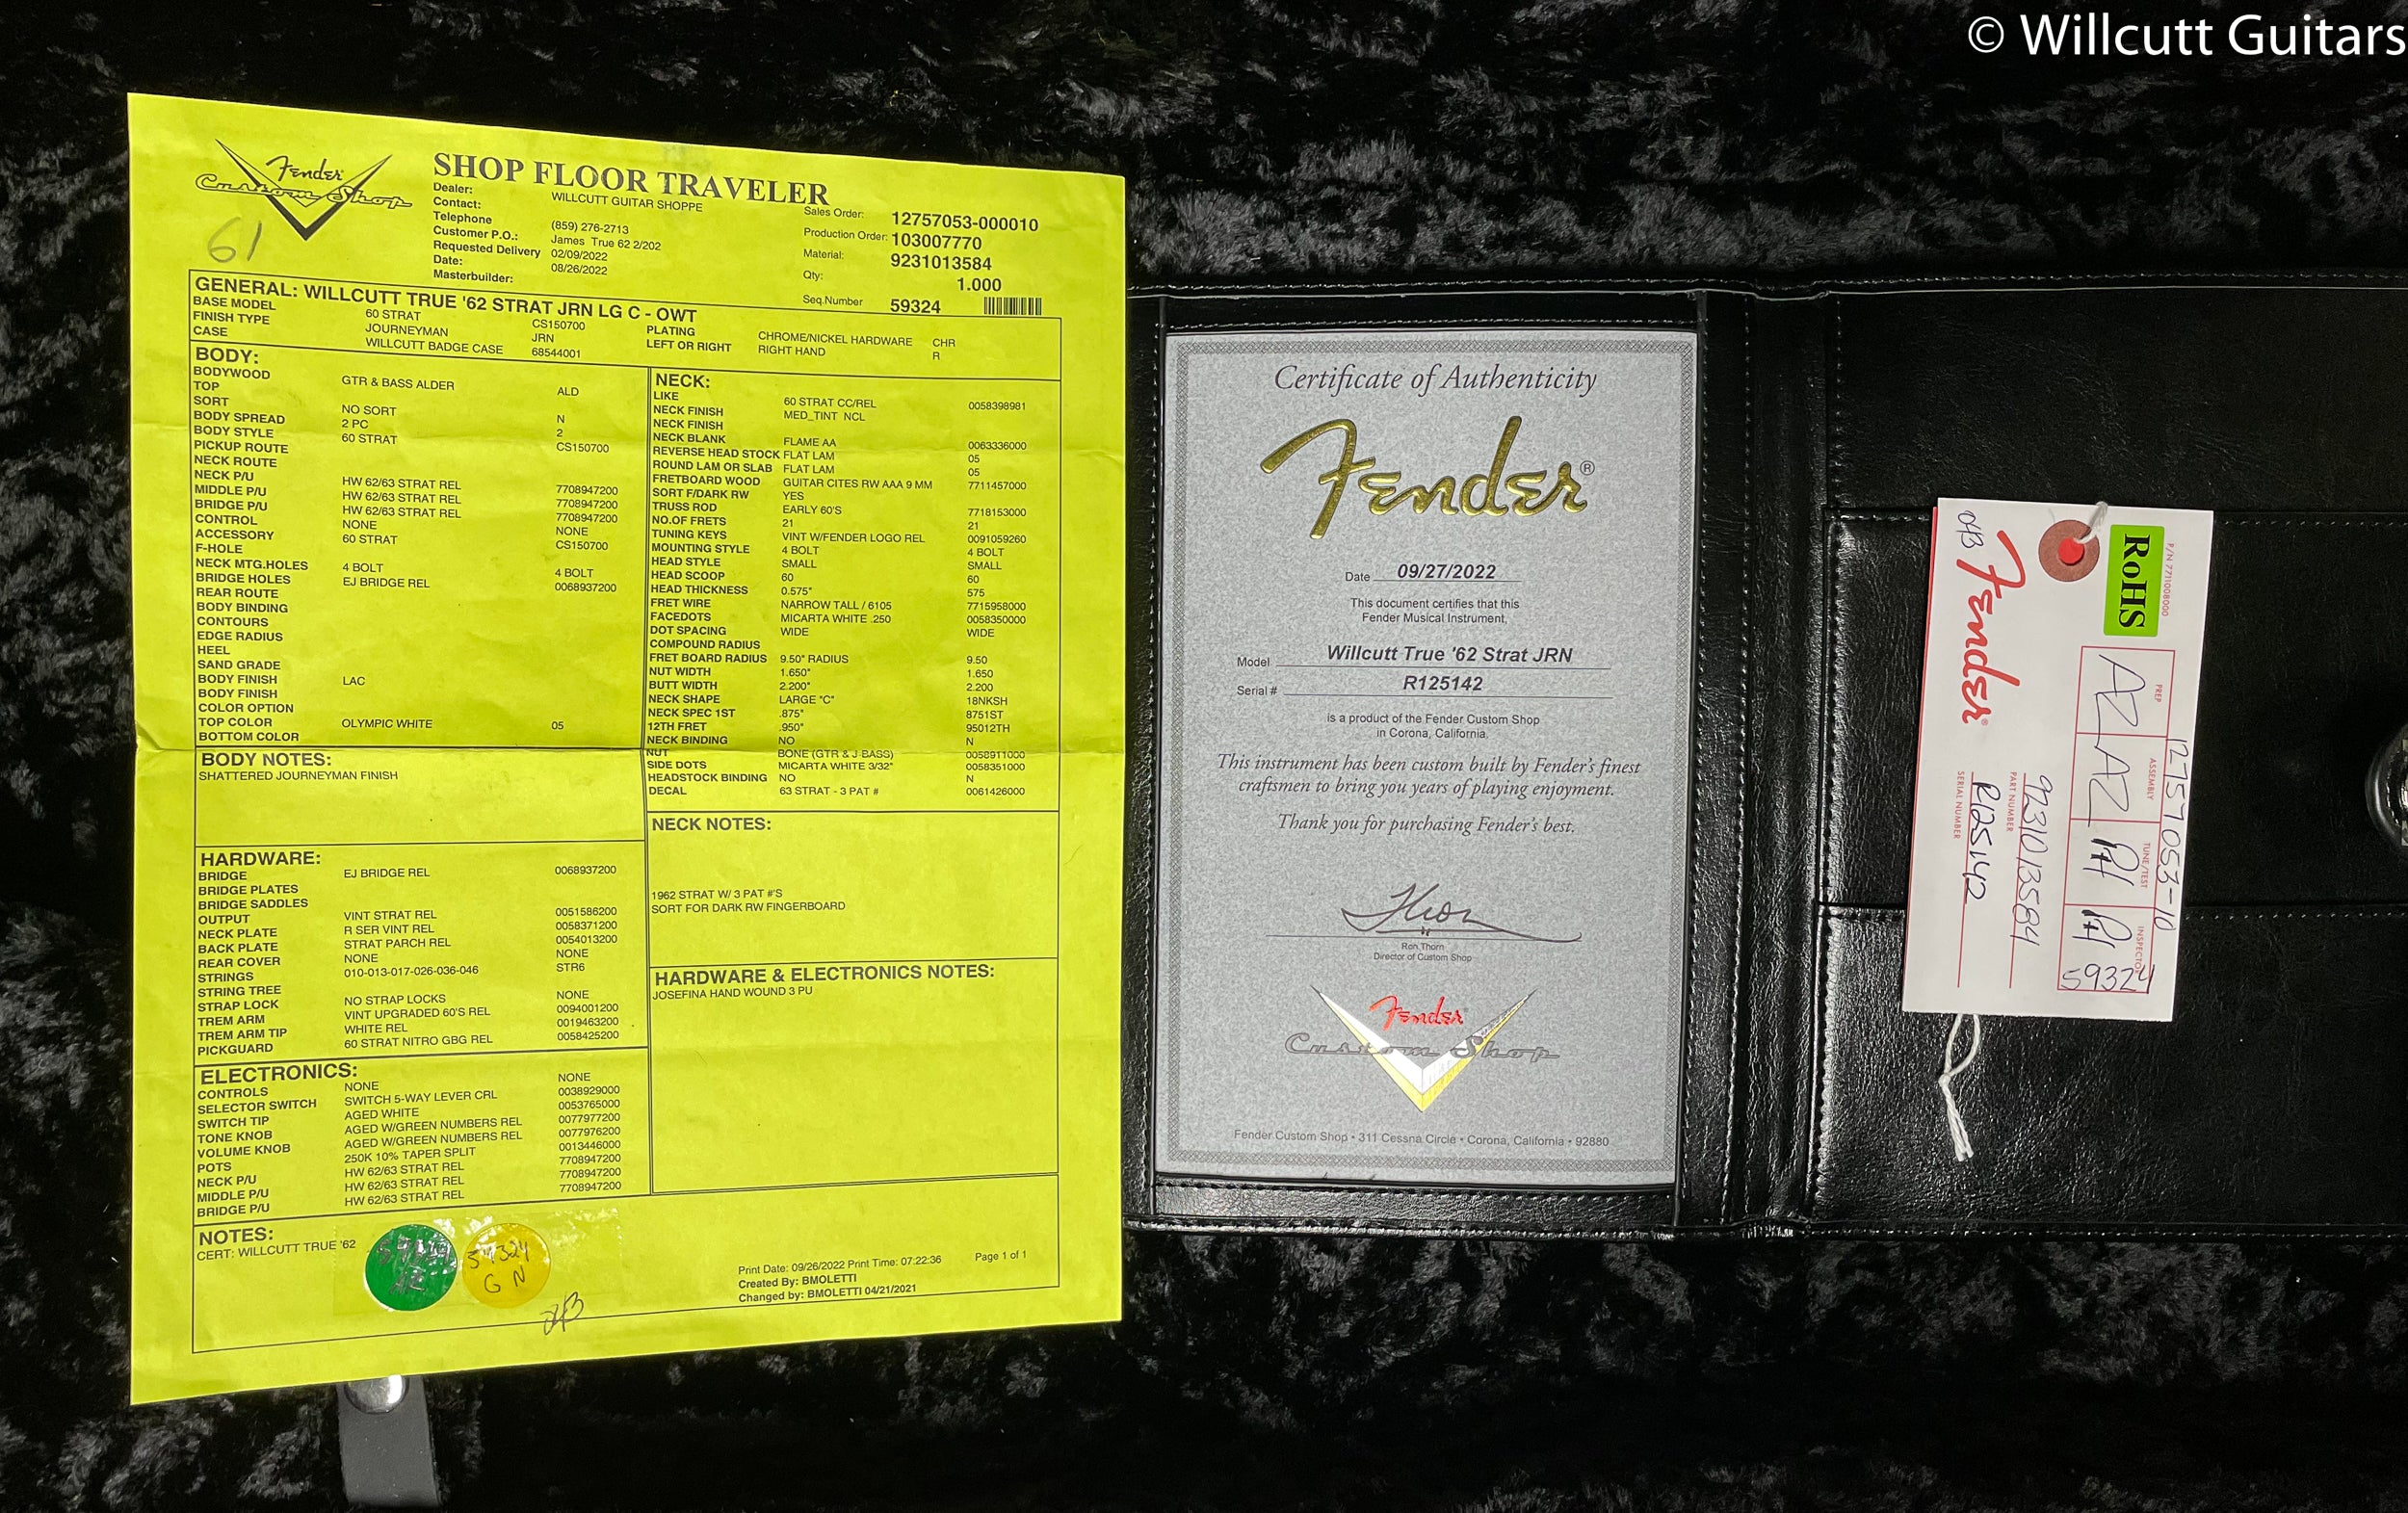 © Willcutt Guitars
Fender
Custom Shop
61
SHOP FLOOR TRAVELER
Dealer: WILLCUTT GUITAR SHOPPE
Contact:
Telephone (859) 276-2713
Customer P.O.: James True 62 2/202
Requested Delivery 02/09/2022
Date: 08/26/2022
Masterbuilder:
Sales Order: 12757053-000010
Production Order: 103007770
Material: 9231013584
Qty: 1.000
Seq.Number 59324
GENERAL: WILLCUTT TRUE '62 STRAT JRN LG C - OWT
BASE MODEL 60 STRAT CS150700
FINISH TYPE JOURNEYMAN JRN
CASE WILLCUTT BADGE CASE 68544001
PLATING CHROME/NICKEL HARDWARE CHR
LEFT OR RIGHT RIGHT HAND R
BODY:
BODYWOOD GTR & BASS ALDER ALD
TOP
SORT NO SORT N
BODY SPREAD 2 PC 2
BODY STYLE 60 STRAT CS150700
PICKUP ROUTE
NECK ROUTE
NECK P/U HW 62/63 STRAT REL 7708947200
MIDDLE P/U HW 62/63 STRAT REL 7708947200
BRIDGE P/U HW 62/63 STRAT REL 7708947200
CONTROL NONE NONE
ACCESSORY 60 STRAT CS150700
F-HOLE
NECK MTG.HOLES 4 BOLT 4 BOLT
BRIDGE HOLES EJ BRIDGE REL 0068937200
REAR ROUTE
BODY BINDING
CONTOURS
EDGE RADIUS
HEEL
SAND GRADE
BODY FINISH LAC
BODY FINISH
COLOR OPTION
TOP COLOR OLYMPIC WHITE 05
BOTTOM COLOR
BODY NOTES:
SHATTERED JOURNEYMAN FINISH
HARDWARE:
BRIDGE EJ BRIDGE REL 0068937200
BRIDGE PLATES
BRIDGE SADDLES
OUTPUT VINT STRAT REL 0051586200
NECK PLATE R SER VINT REL 0058371200
BACK PLATE STRAT PARCH REL 0054013200
REAR COVER NONE NONE
STRINGS 010-013-017-026-036-046 STR6
STRING TREE
STRAP LOCK NO STRAP LOCKS NONE
TREM ARM VINT UPGRADED 60'S REL 0094001200
TREM ARM TIP WHITE REL 0019463200
PICKGUARD 60 STRAT NITRO GBG REL 0058425200
ELECTRONICS:
CONTROLS NONE NONE
SELECTOR SWITCH SWITCH 5-WAY LEVER CRL 0038929000
SWITCH TIP AGED WHITE 0053765000
TONE KNOB AGED W/GREEN NUMBERS REL 0077977200
VOLUME KNOB AGED W/GREEN NUMBERS REL 0077976200
POTS 250K 10% TAPER SPLIT 0013446000
NECK P/U HW 62/63 STRAT REL 7708947200
MIDDLE P/U HW 62/63 STRAT REL 7708947200
BRIDGE P/U HW 62/63 STRAT REL 7708947200
NECK:
LIKE 60 STRAT CC/REL 0058398981
NECK FINISH MED_TINT NCL
NECK FINISH
NECK BLANK FLAME AA 0063336000
REVERSE HEAD STOCK FLAT LAM 05
ROUND LAM OR SLAB FLAT LAM 05
FRETBOARD WOOD GUITAR CITES RW AAA 9 MM 7711457000
SORT F/DARK RW YES
TRUSS ROD EARLY 60'S 7718153000
NO.OF FRETS 21 21
TUNING KEYS VINT W/FENDER LOGO REL 0091059260
MOUNTING STYLE 4 BOLT 4 BOLT
HEAD STYLE SMALL SMALL
HEAD SCOOP 60 60
HEAD THICKNESS 0.575" 575
FRET WIRE NARROW TALL / 6105 7715958000
FACEDOTS MICARTA WHITE .250 0058350000
DOT SPACING WIDE WIDE
COMPOUND RADIUS
FRET BOARD RADIUS 9.50" RADIUS 9.50
NUT WIDTH 1.650" 1.650
BUTT WIDTH 2.200" 2.200
NECK SHAPE LARGE "C" 18NKSH
NECK SPEC 1ST .875" 8751ST
12TH FRET .950" 95012TH
NECK BINDING NO N
NUT BONE (GTR & J BASS) 0058911000
SIDE DOTS MICARTA WHITE 3/32" 0058351000
HEADSTOCK BINDING NO N
DECAL 63 STRAT - 3 PAT # 0061426000
NECK NOTES:
1962 STRAT W/ 3 PAT #'S
SORT FOR DARK RW FINGERBOARD
HARDWARE & ELECTRONICS NOTES:
JOSEFINA HAND WOUND 3 PU
NOTES:
CERT: WILLCUTT TRUE '62
59324
G N
Print Date: 09/26/2022 Print Time: 07:22:36 Page 1 of 1
Created By: BMOLETTI
Changed by: BMOLETTI 04/21/2021
Certificate of Authenticity
Fender®
Date 09/27/2022
This document certifies that this
Fender Musical Instrument,
Model Willcutt True '62 Strat JRN
Serial # R125142
is a product of the Fender Custom Shop
in Corona, California.
This instrument has been custom built by Fender's finest
craftsmen to bring you years of playing enjoyment.
Thank you for purchasing Fender's best.
Ron Thorn
Director of Custom Shop
Fender
Custom Shop
Fender Custom Shop • 311 Cessna Circle • Corona, California • 92880
P/N 7711008000
RoHS
Fender®
12757053-10
PREP AZ
ASSEMBLY AZ
TUNE/TEST
INSPECTOR
59324
PART NUMBER 9231013584
SERIAL NUMBER R125142